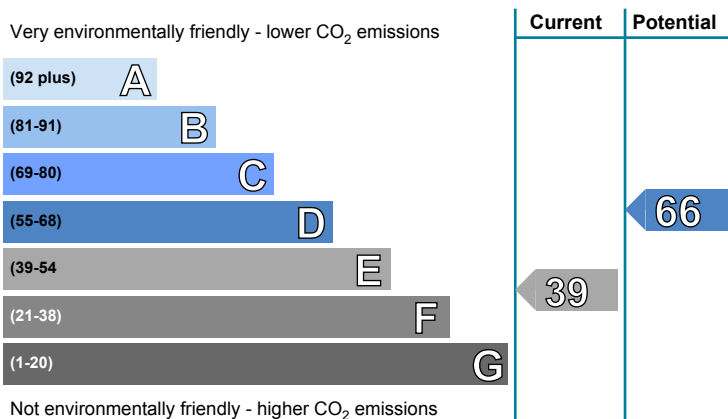 Current Potential
Very environmentally friendly - lower CO₂ emissions
(92 plus) A
(81-91) B
(69-80) C
(55-68) D
66
(39-54 E
39
(21-38) F
(1-20) G
Not environmentally friendly - higher CO₂ emissions